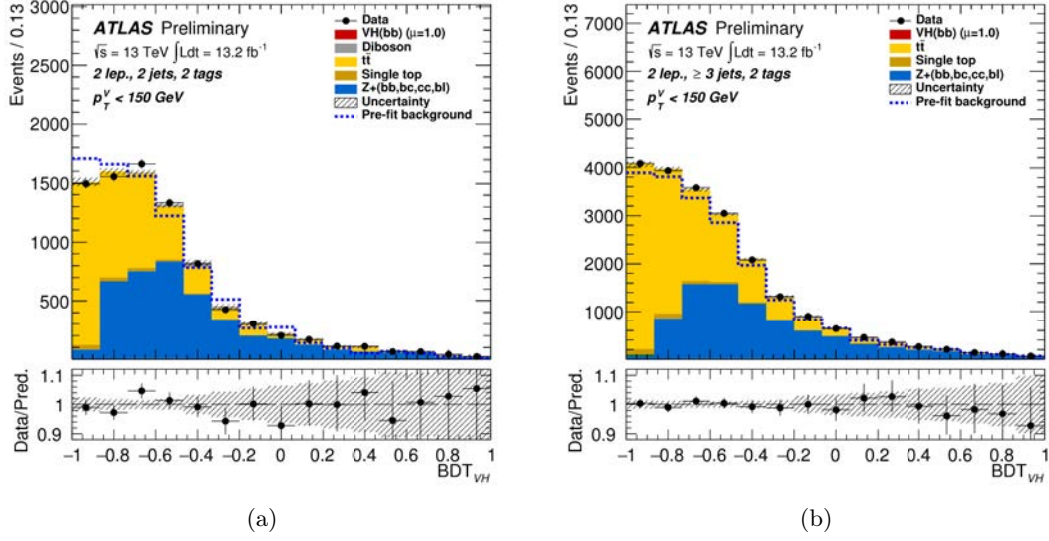 Events / 0.13
3000
2500
2000
1500
1000
500
ATLAS Preliminary
√s = 13 TeV ∫Ldt = 13.2 fb⁻¹
2 lep., 2 jets, 2 tags
p_T^V < 150 GeV
Data
VH(bb) (μ=1.0)
Diboson
tt̄
Single top
Z+(bb,bc,cc,bl)
Uncertainty
Pre-fit background
Data/Pred.
1.1
1
0.9
−1 −0.8 −0.6 −0.4 −0.2 0 0.2 0.4 0.6 0.8 1
BDT_VH
(a)
Events / 0.13
7000
6000
5000
4000
3000
2000
1000
ATLAS Preliminary
√s = 13 TeV ∫Ldt = 13.2 fb⁻¹
2 lep., ≥ 3 jets, 2 tags
p_T^V < 150 GeV
Data
VH(bb) (μ=1.0)
tt̄
Single top
Z+(bb,bc,cc,bl)
Uncertainty
Pre-fit background
Data/Pred.
1.1
1
0.9
−1 −0.8 −0.6 −0.4 −0.2 0 0.2 0.4 0.6 0.8 1
BDT_VH
(b)